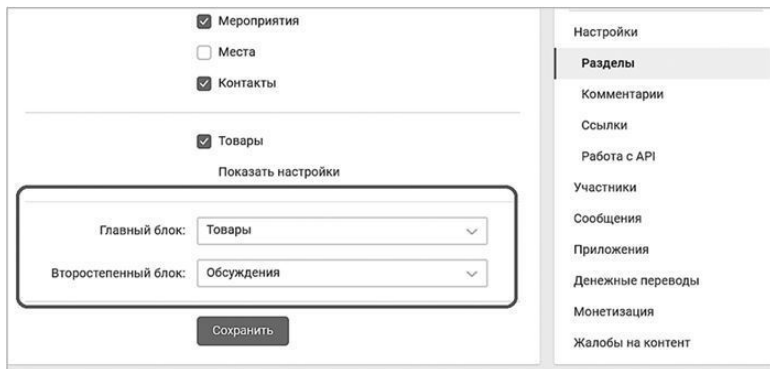 Мероприятия
Места
Контакты
Товары
Показать настройки
Главный блок: Товары
Второстепенный блок: Обсуждения
Сохранить
Настройки
Разделы
Комментарии
Ссылки
Работа с API
Участники
Сообщения
Приложения
Денежные переводы
Монетизация
Жалобы на контент